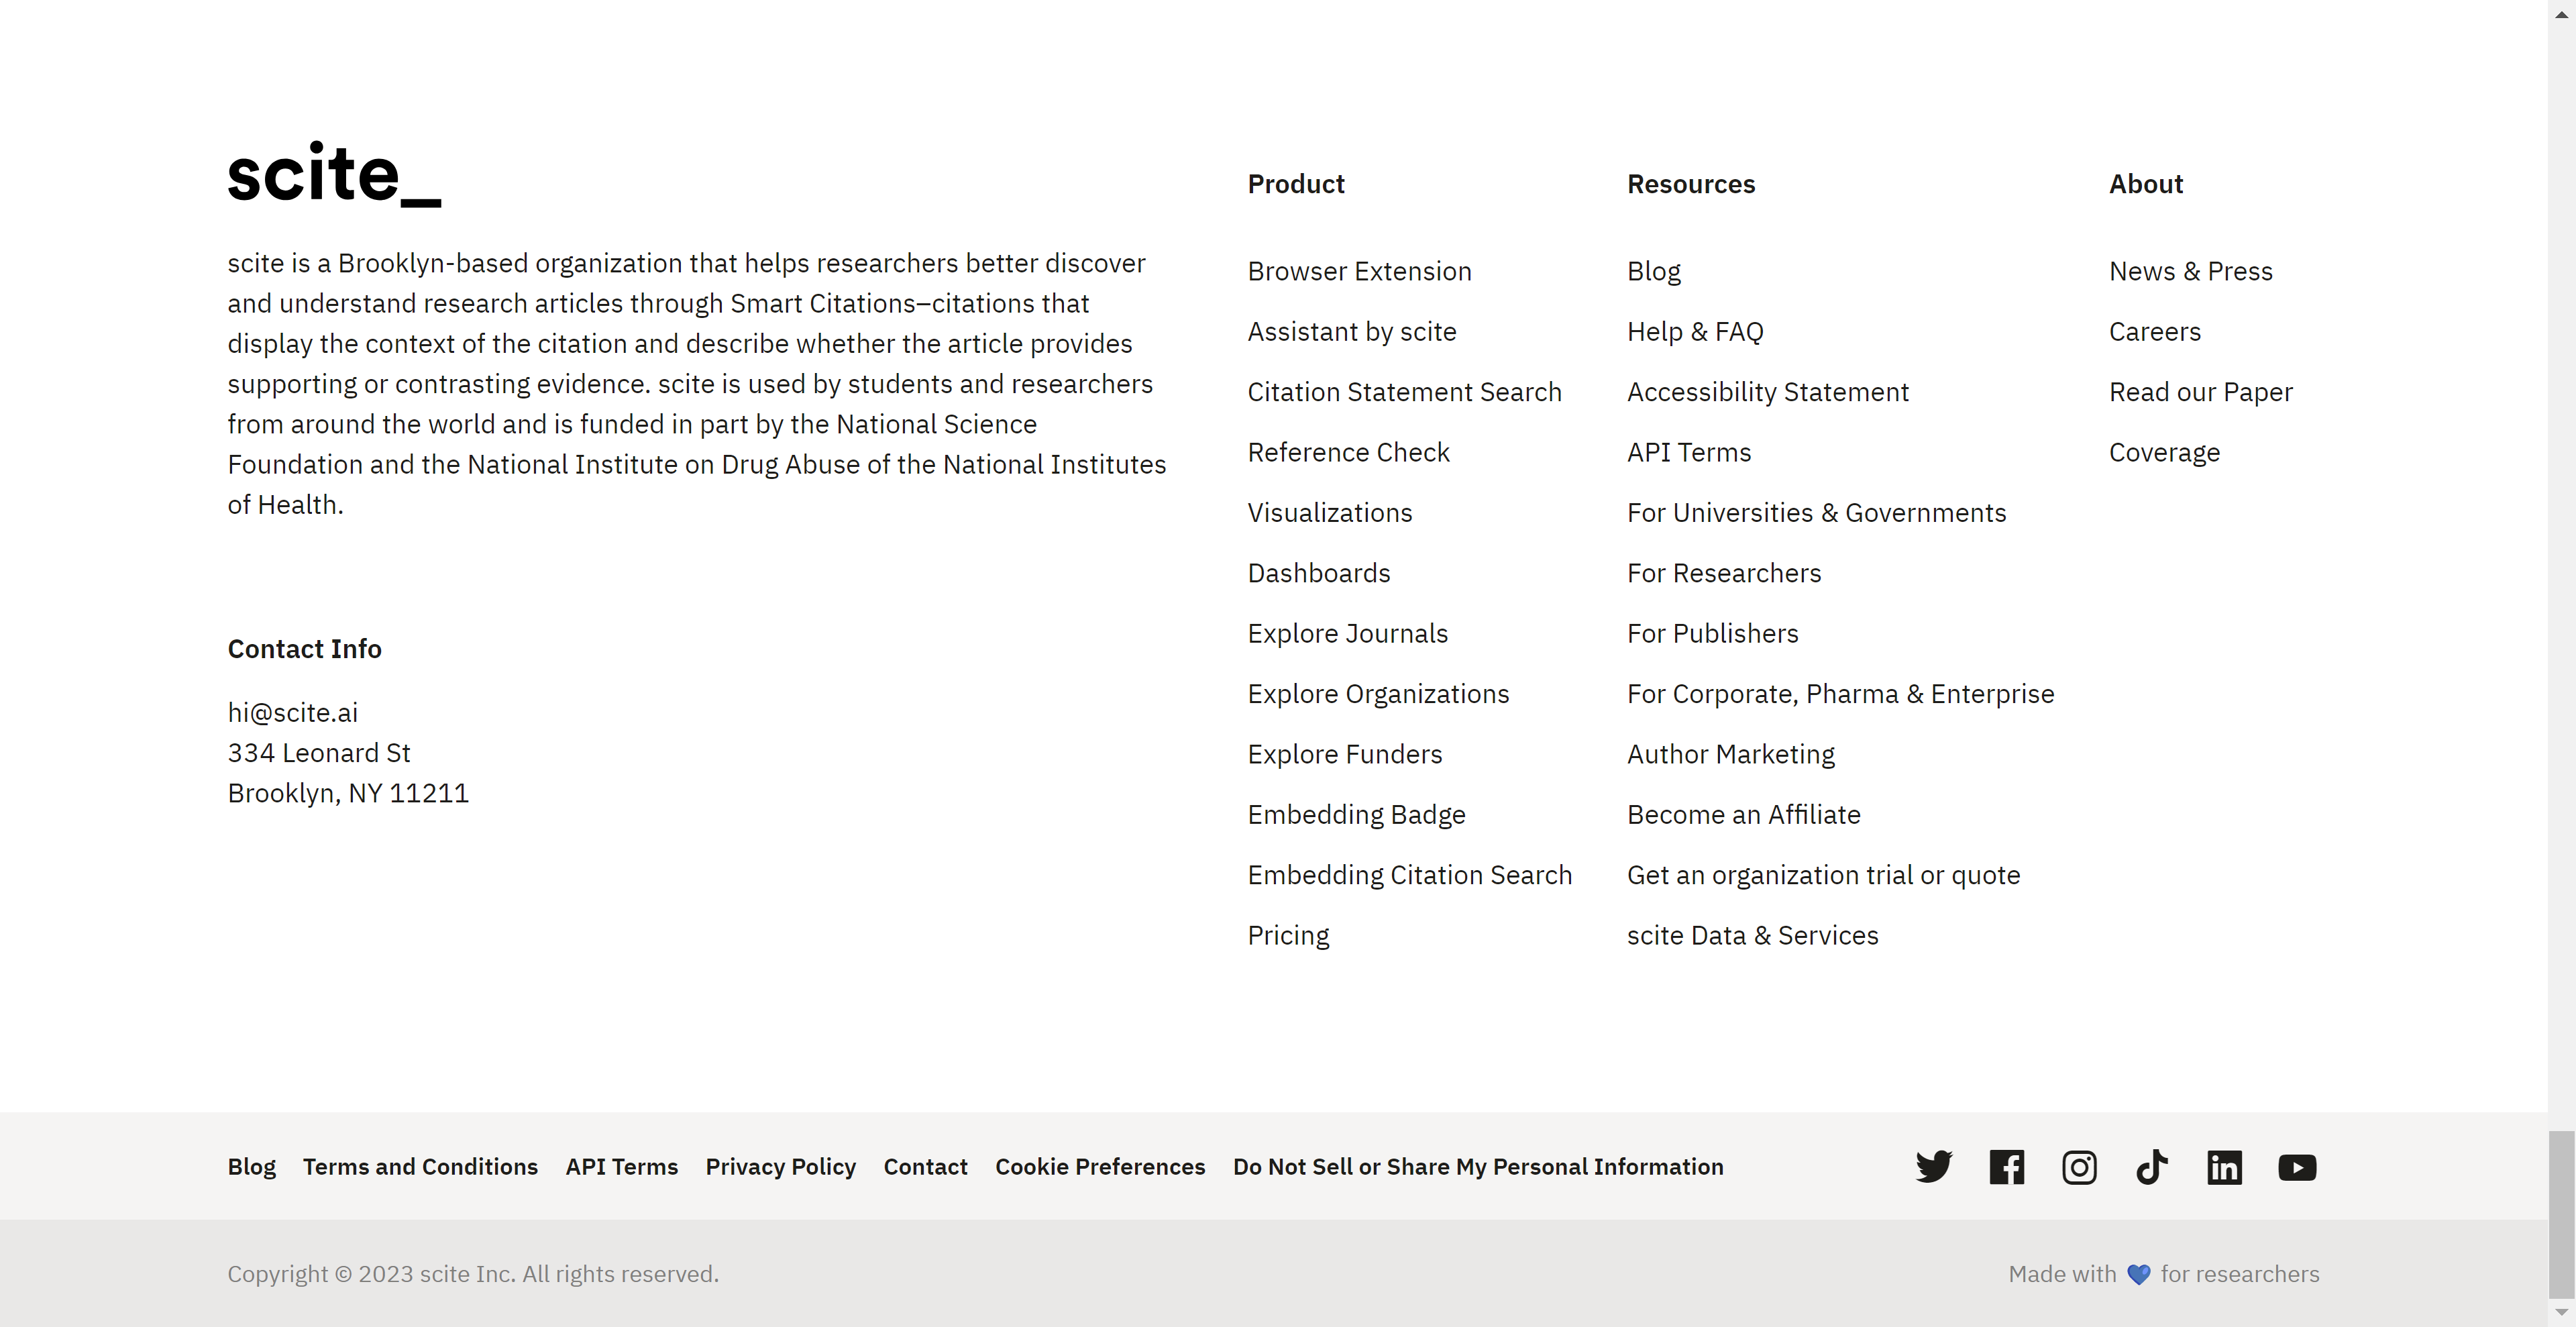 scite_
scite is a Brooklyn-based organization that helps researchers better discover
and understand research articles through Smart Citations–citations that
display the context of the citation and describe whether the article provides
supporting or contrasting evidence. scite is used by students and researchers
from around the world and is funded in part by the National Science
Foundation and the National Institute on Drug Abuse of the National Institutes
of Health.
Contact Info
hi@scite.ai
334 Leonard St
Brooklyn, NY 11211
Product
Browser Extension
Assistant by scite
Citation Statement Search
Reference Check
Visualizations
Dashboards
Explore Journals
Explore Organizations
Explore Funders
Embedding Badge
Embedding Citation Search
Pricing
Resources
Blog
Help & FAQ
Accessibility Statement
API Terms
For Universities & Governments
For Researchers
For Publishers
For Corporate, Pharma & Enterprise
Author Marketing
Become an Affiliate
Get an organization trial or quote
scite Data & Services
About
News & Press
Careers
Read our Paper
Coverage
Blog Terms and Conditions API Terms Privacy Policy Contact Cookie Preferences Do Not Sell or Share My Personal Information
Copyright © 2023 scite Inc. All rights reserved.
Made with 💙 for researchers